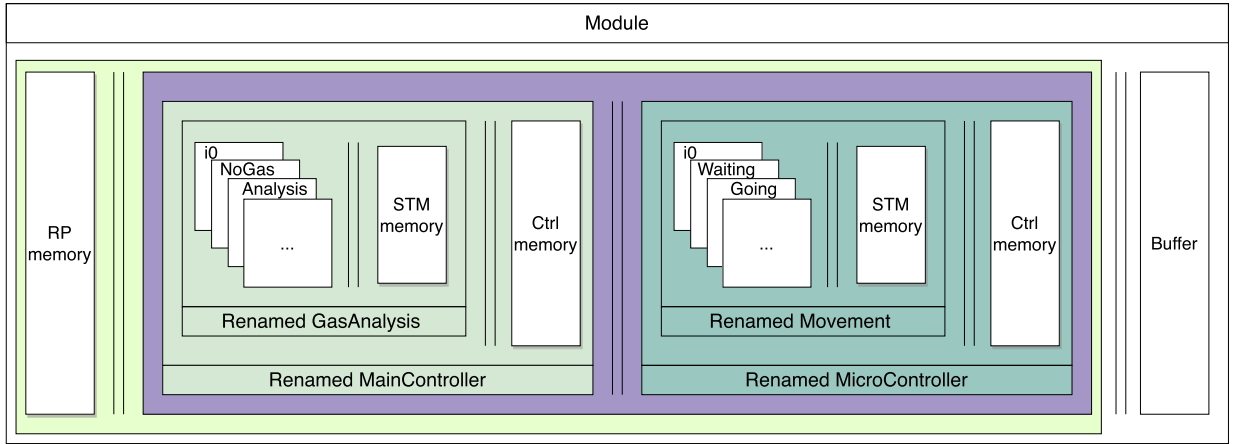 Module
RP
memory
i0
NoGas
Analysis
...
STM
memory
Renamed GasAnalysis
Ctrl
memory
Renamed MainController
i0
Waiting
Going
...
STM
memory
Renamed Movement
Ctrl
memory
Renamed MicroController
Buffer